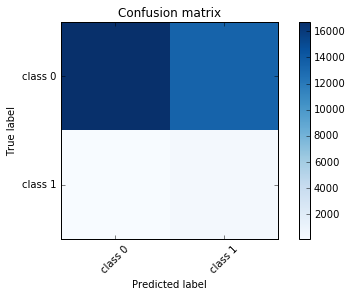 Confusion matrix
True label
class 0
class 1
class 0
class 1
Predicted label
16000
14000
12000
10000
8000
6000
4000
2000